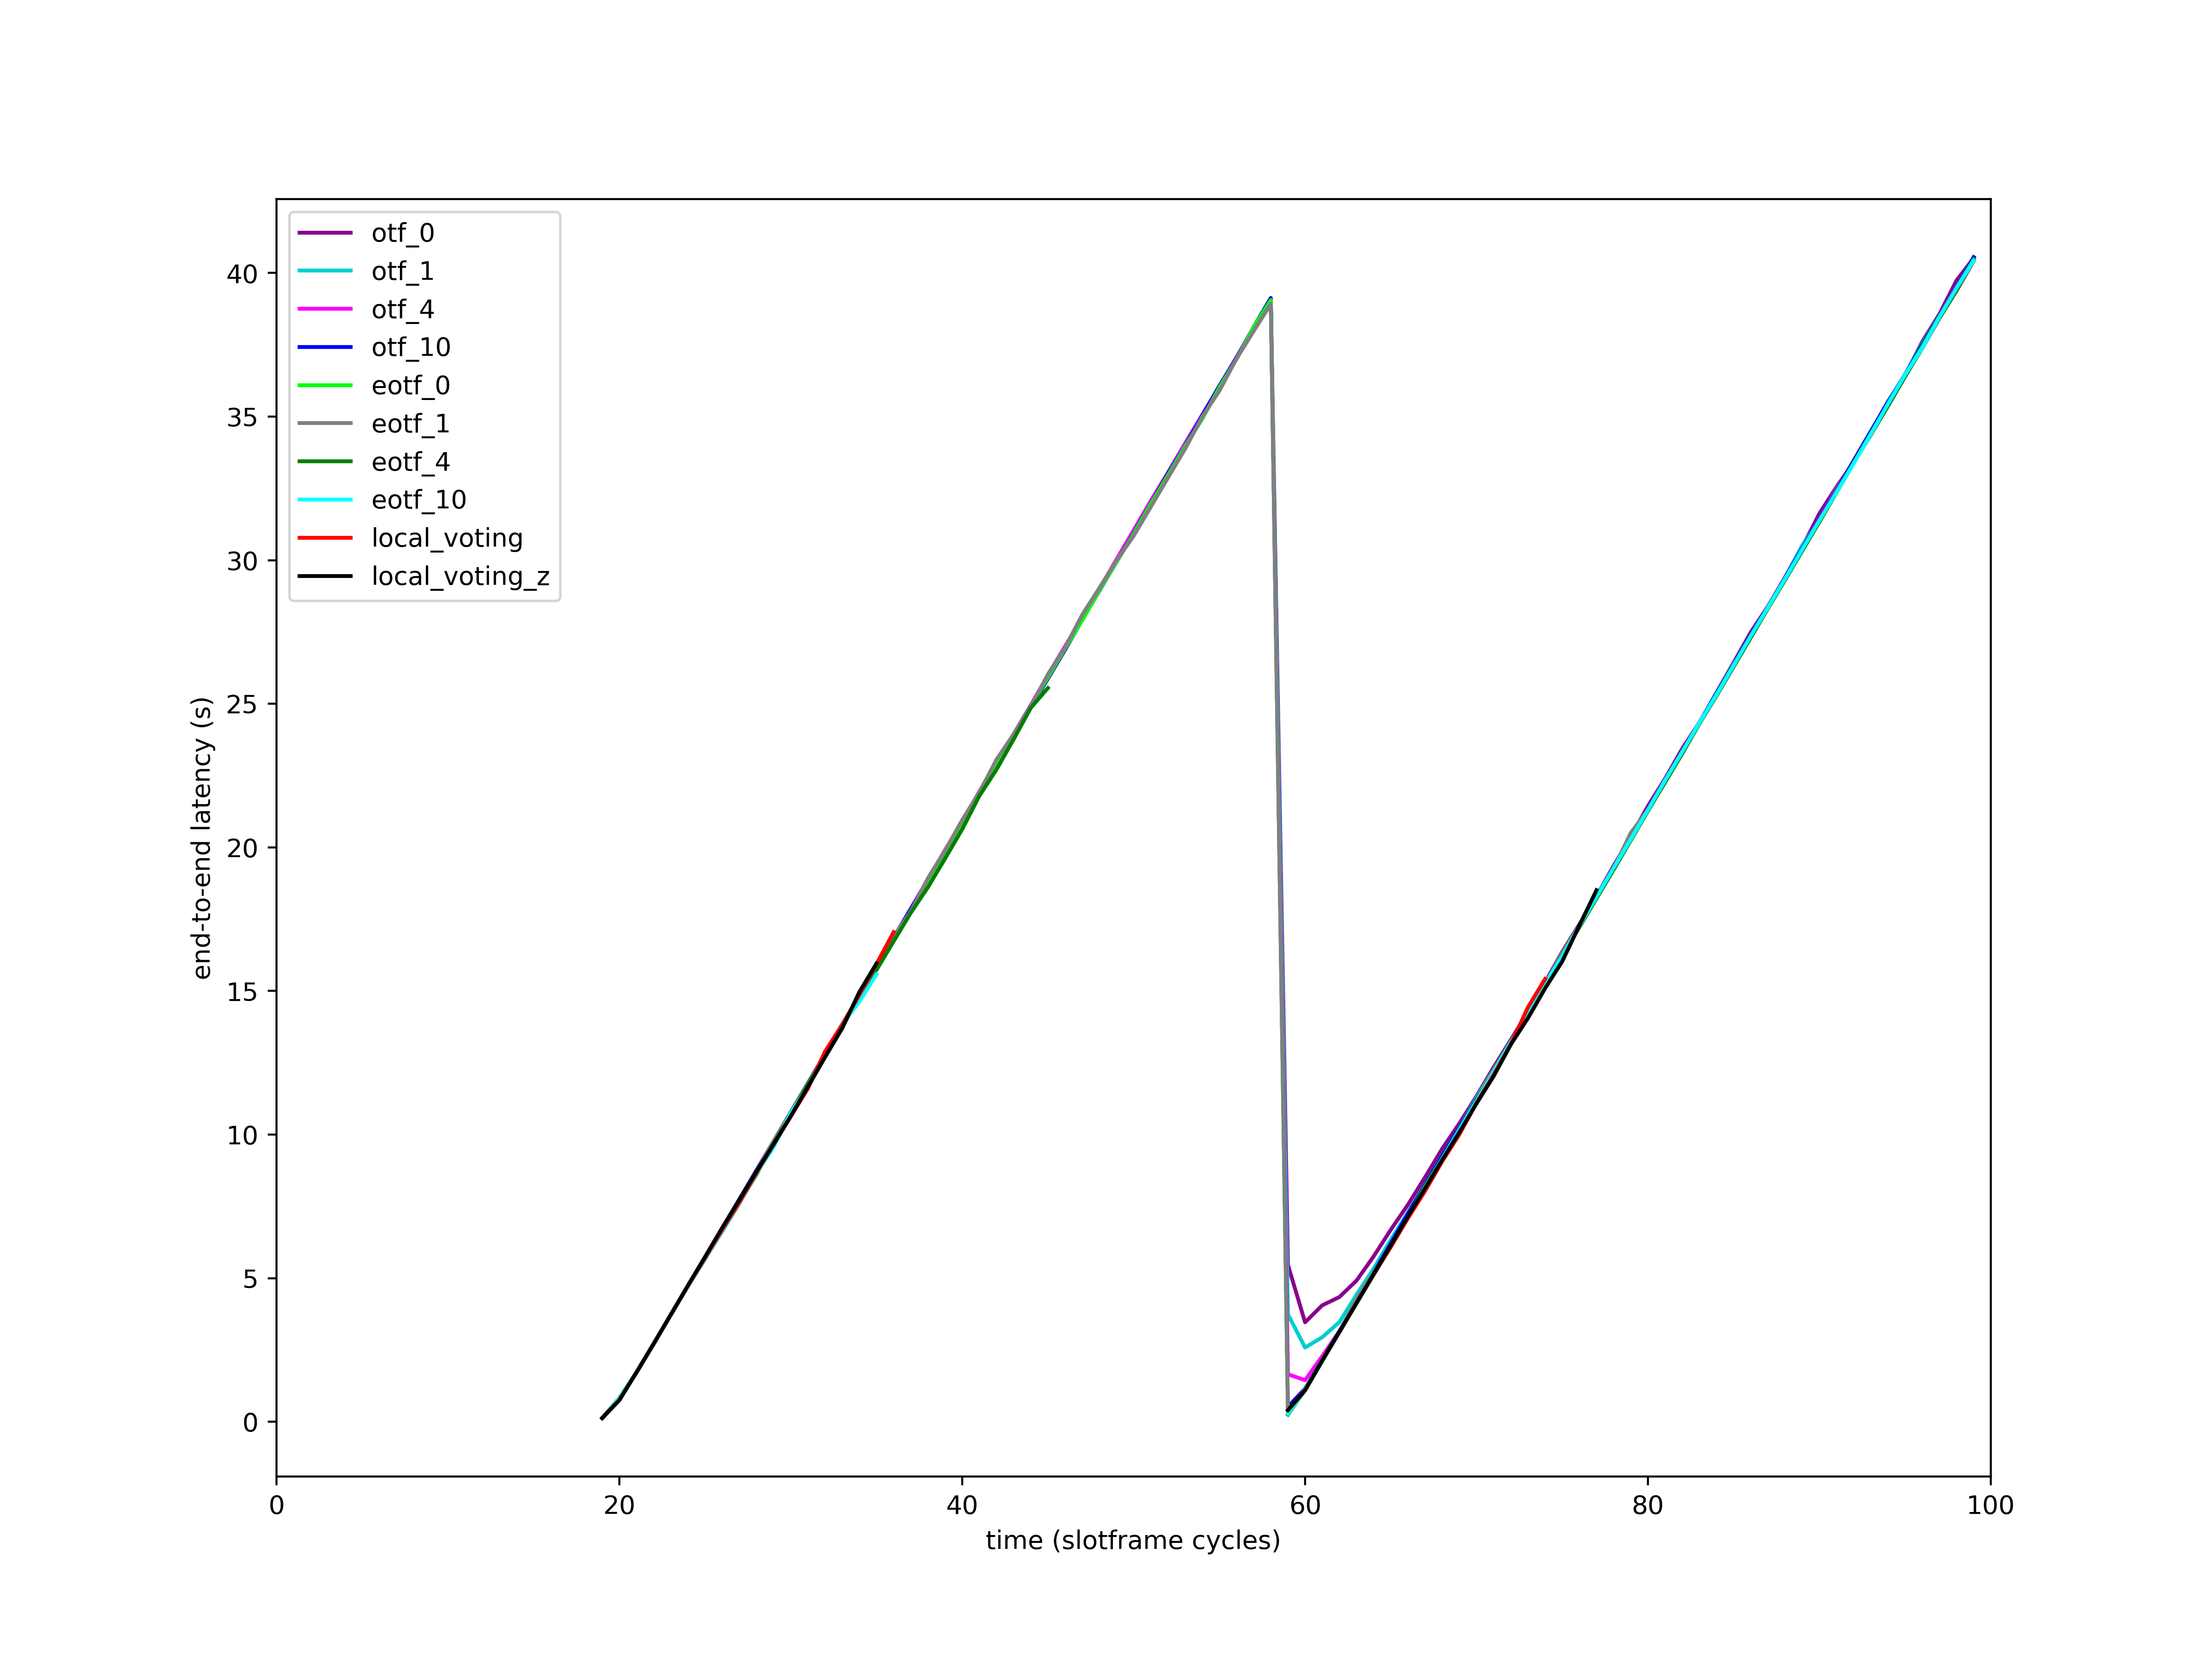 otf_0
otf_1
otf_4
otf_10
eotf_0
eotf_1
eotf_4
eotf_10
local_voting
local_voting_z
40
35
30
25
20
15
10
5
0
end-to-end latency (s)
0 20 40 60 80 100
time (slotframe cycles)